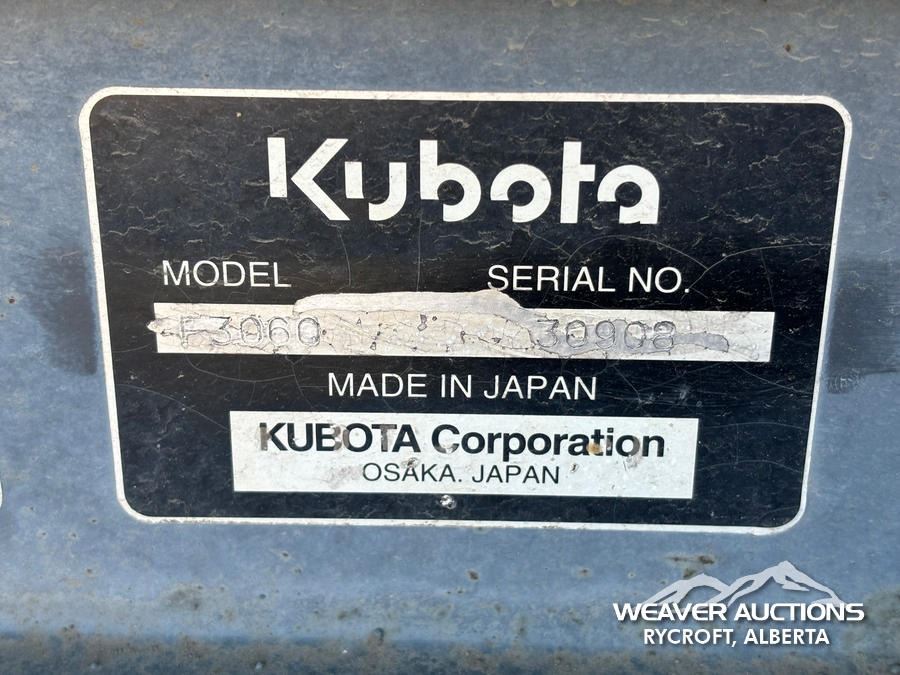 Kubota
MODEL SERIAL NO.
F3060 30908
MADE IN JAPAN
KUBOTA Corporation
OSAKA. JAPAN
WEAVER AUCTIONS
RYCROFT, ALBERTA